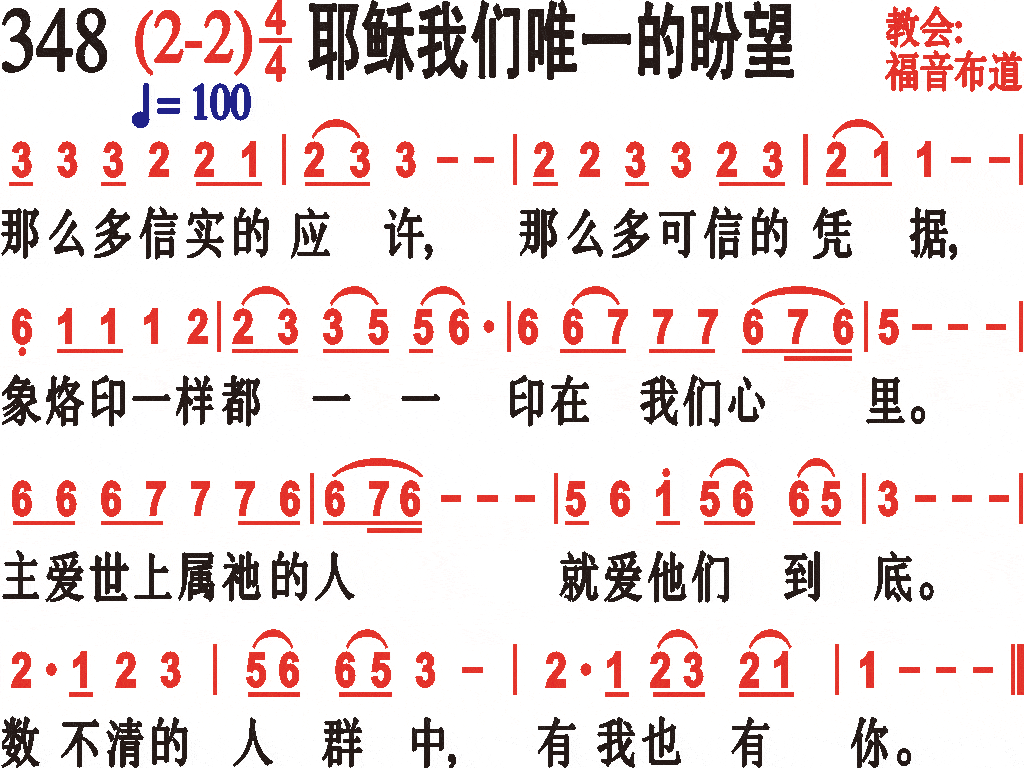 348 (2-2) 4/4 耶稣我们唯一的盼望 教会:
♩= 100 福音布道
3 3 3 2 2 1 | 2 3 3 - - | 2 2 3 3 2 3 | 2 1 1 - - |
那么多信实的应 许, 那么多可信的凭 据,
6̣ 1 1 1 2 | 2 3 3 5 5 6 · | 6 6 7 7 7 6 7 6 | 5 - - - |
象烙印一样都 一 一 印在 我们心 里。
6 6 6 7 7 7 6 | 6 7 6 - - - | 5 6 i 5 6 6 5 | 3 - - - |
主爱世上属祂的人 就爱他们 到 底。
2 · 1 2 3 | 5 6 6 5 3 - | 2 · 1 2 3 2 1 | 1 - - - ‖
数 不清的 人 群 中, 有 我也 有 你。